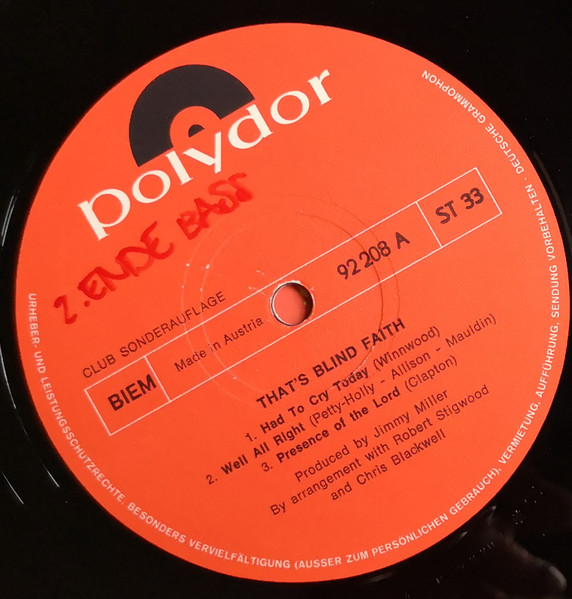 polydor
2. ENDE BASS
CLUB SONDERAUFLAGE
BIEM
Made in Austria
92 208 A
ST 33
THAT'S BLIND FAITH
1. Had To Cry Today (Winnwood)
2. Well All Right (Petty-Holly - Allison - Mauldin)
3. Presence of the Lord (Clapton)
Produced by Jimmy Miller
By arrangement with Robert Stigwood
and Chris Blackwell
URHEBER- UND LEISTUNGSSCHUTZRECHTE, BESONDERS VERVIELFÄLTIGUNG (AUSSER ZUM PERSÖNLICHEN GEBRAUCH), VERMIETUNG, AUFFÜHRUNG, SENDUNG VORBEHALTEN · DEUTSCHE GRAMMOPHON